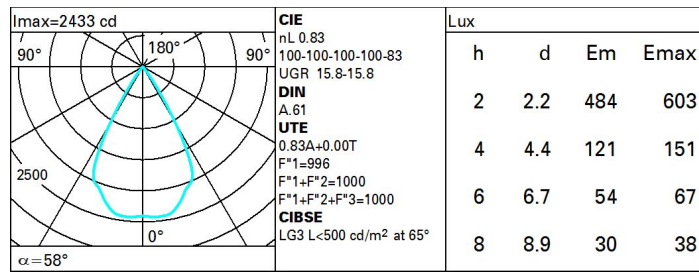 Imax=2433 cd
90° 180° 90°
2500
0°
α=58°
CIE
nL 0.83
100-100-100-100-83
UGR 15.8-15.8
DIN
A.61
UTE
0.83A+0.00T
F"1=996
F"1+F"2=1000
F"1+F"2+F"3=1000
CIBSE
LG3 L<500 cd/m² at 65°
Lux
h d Em Emax
2 2.2 484 603
4 4.4 121 151
6 6.7 54 67
8 8.9 30 38